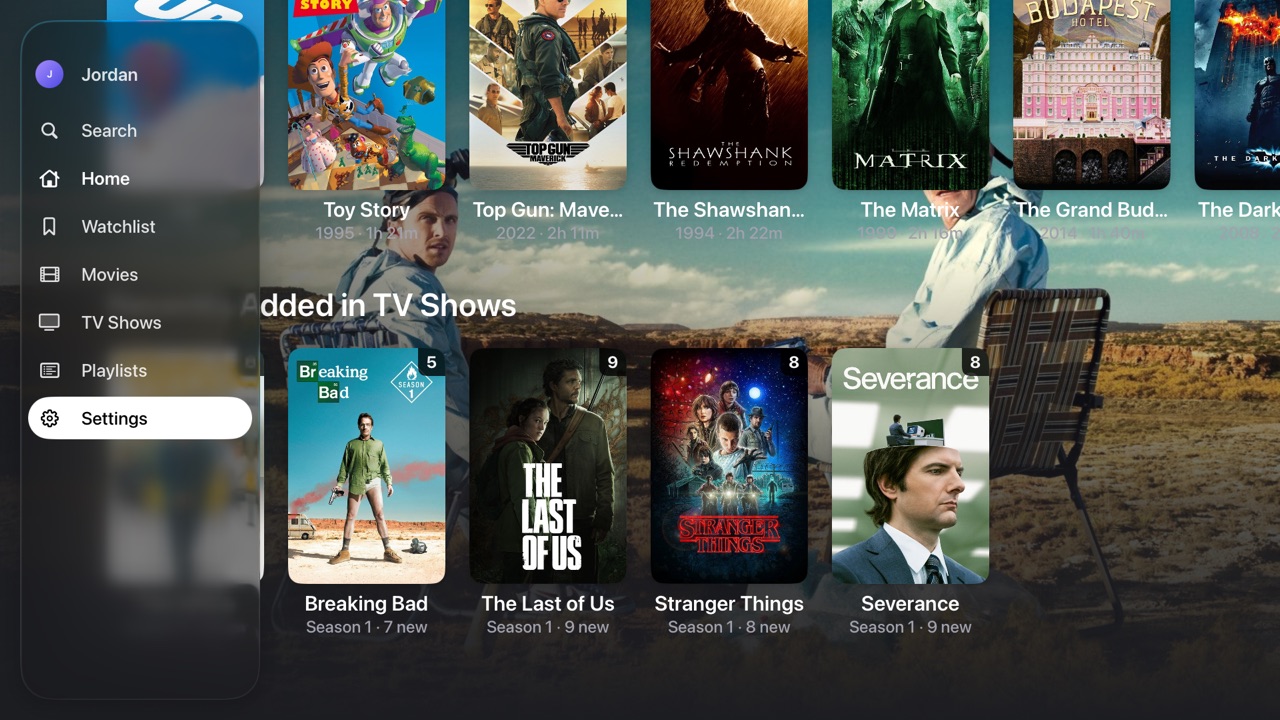 UP
STORY
BUDAPEST
HOTEL
TOP GUN
MAVERICK
THE
SHAWSHANK
REDEMPTION
MATRIX
THE DARK
J
Jordan
Search
Home
Watchlist
Movies
TV Shows
Playlists
Settings
Toy Story
1995 · 1h 21m
Top Gun: Mave...
2022 · 2h 11m
The Shawshan...
1994 · 2h 22m
The Matrix
The Grand Bud...
2014
The Dark
Added in TV Shows
Breaking
Bad
SEASON
1
5
THE
LAST
OF US
9
STRANGER
THINGS
8
Severance
8
Breaking Bad
Season 1 · 7 new
The Last of Us
Season 1 · 9 new
Stranger Things
Season 1 · 8 new
Severance
Season 1 · 9 new